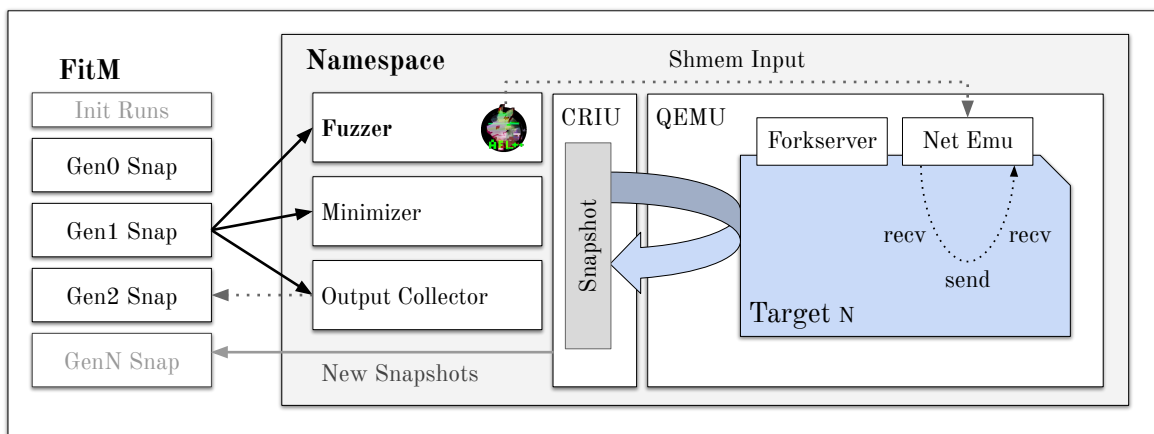 FitM
Init Runs
Gen0 Snap
Gen1 Snap
Gen2 Snap
GenN Snap
Namespace
Shmem Input
Fuzzer
AFL++
Minimizer
Output Collector
New Snapshots
CRIU
Snapshot
QEMU
Forkserver
Net Emu
recv
recv
send
Target N